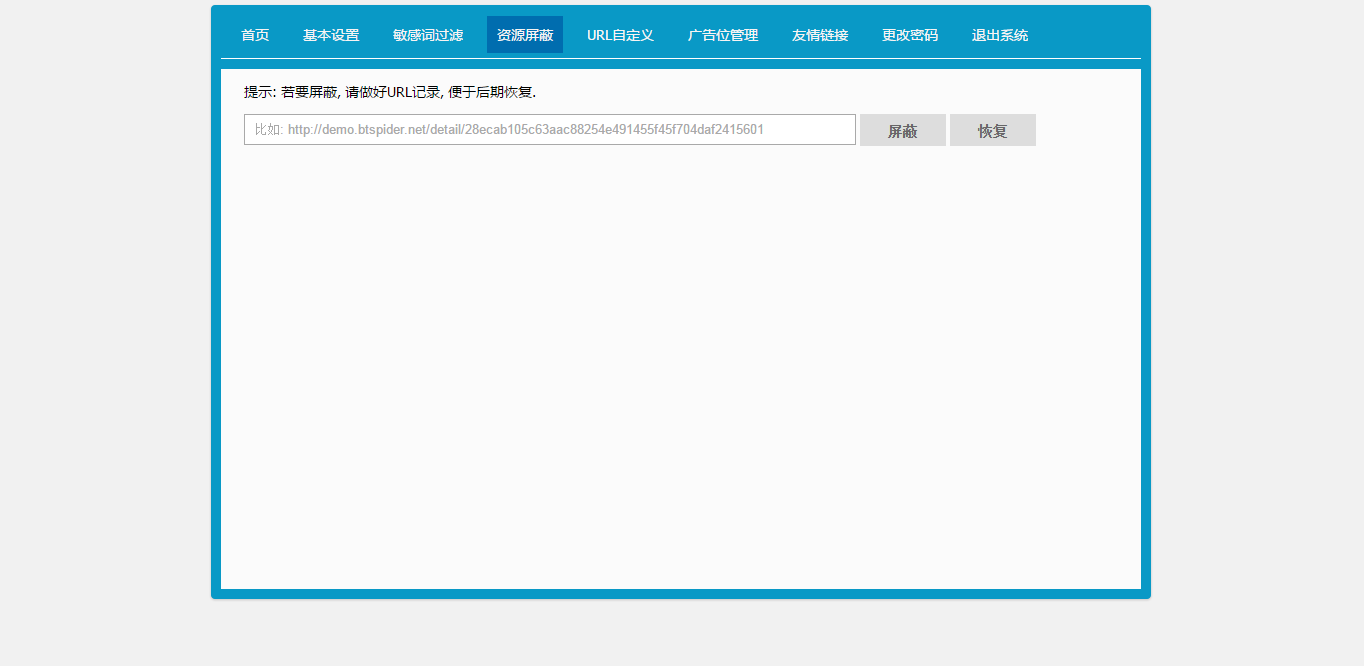 首页 基本设置 敏感词过滤 资源屏蔽 URL自定义 广告位管理 友情链接 更改密码 退出系统
提示: 若要屏蔽, 请做好URL记录, 便于后期恢复.
比如: http://demo.btspider.net/detail/28ecab105c63aac88254e491455f45f704daf2415601 屏蔽 恢复